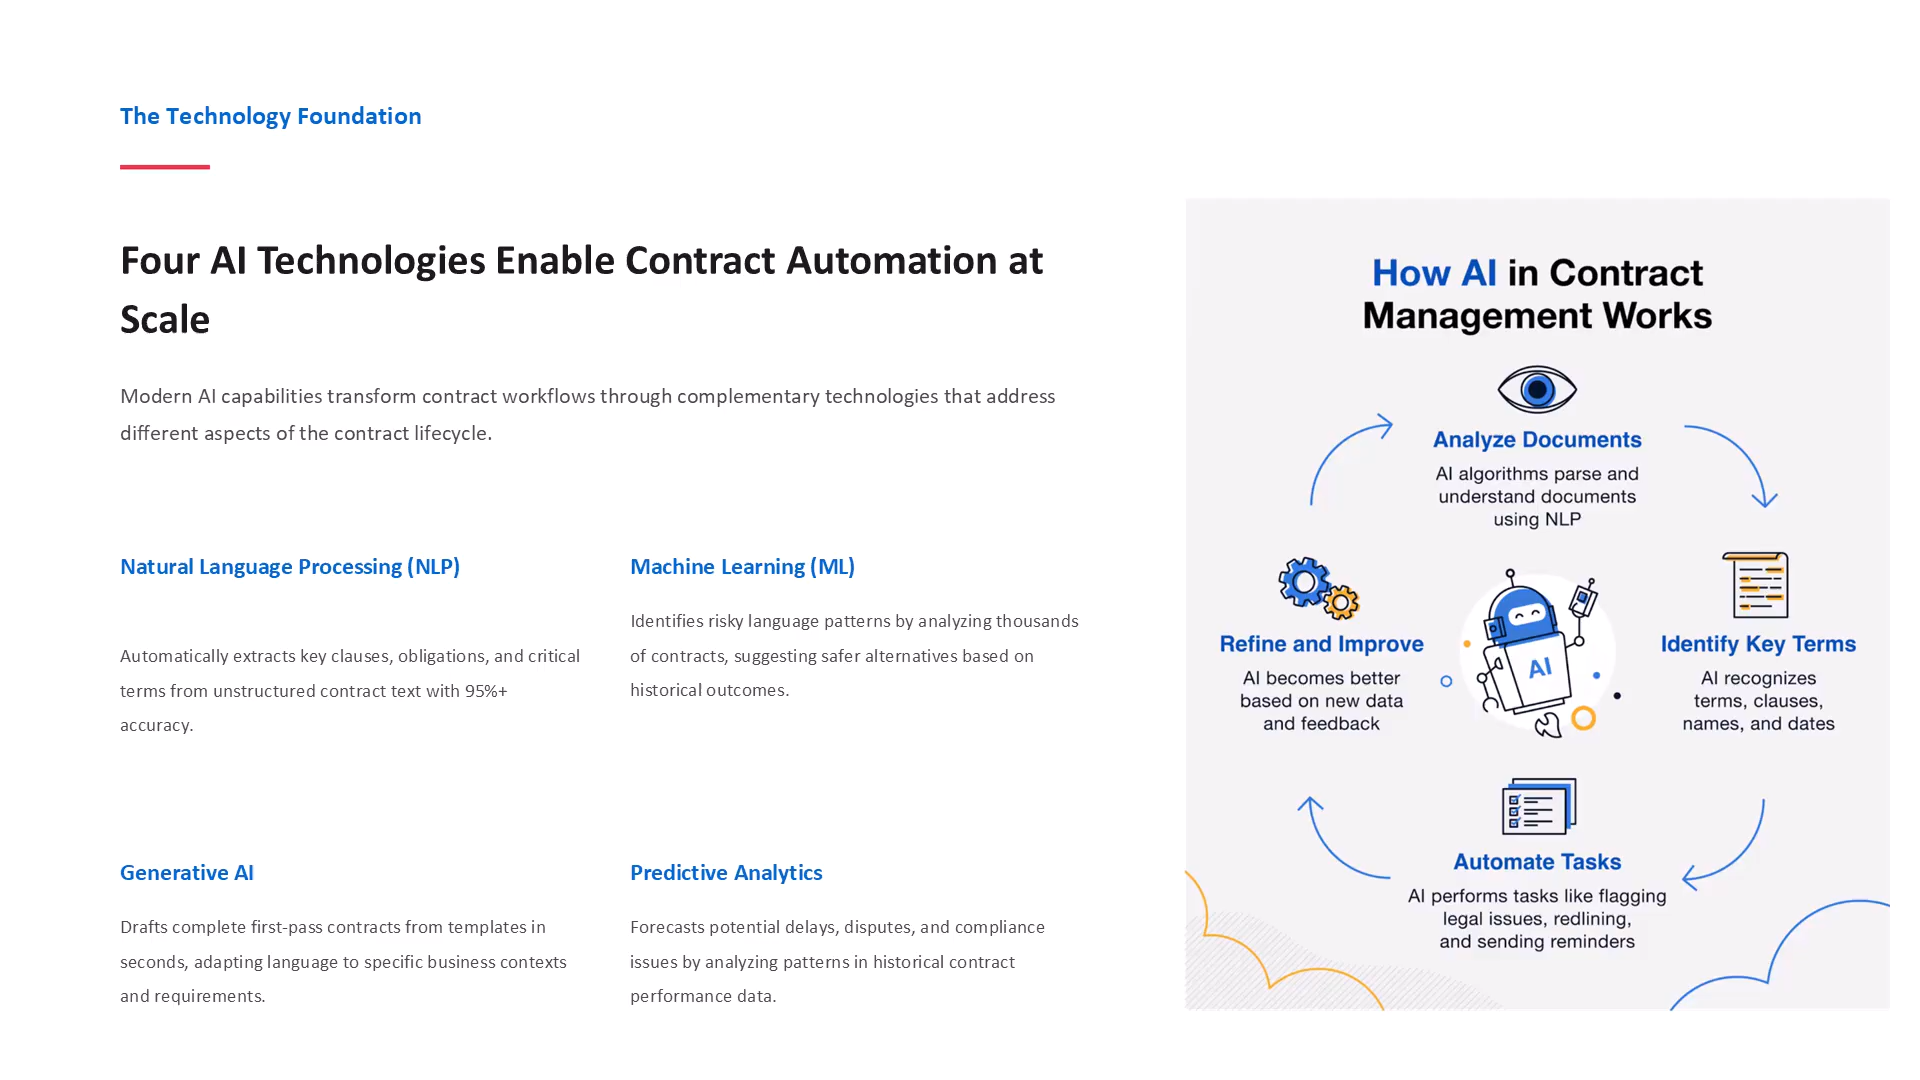 The Technology Foundation
Four AI Technologies Enable Contract Automation at
Scale
Modern AI capabilities transform contract workflows through complementary technologies that address
different aspects of the contract lifecycle.
Natural Language Processing (NLP)
Automatically extracts key clauses, obligations, and critical
terms from unstructured contract text with 95%+
accuracy.
Machine Learning (ML)
Identifies risky language patterns by analyzing thousands
of contracts, suggesting safer alternatives based on
historical outcomes.
Generative AI
Drafts complete first-pass contracts from templates in
seconds, adapting language to specific business contexts
and requirements.
Predictive Analytics
Forecasts potential delays, disputes, and compliance
issues by analyzing patterns in historical contract
performance data.
How AI in Contract
Management Works
Analyze Documents
AI algorithms parse and
understand documents
using NLP
Identify Key Terms
AI recognizes
terms, clauses,
names, and dates
Automate Tasks
AI performs tasks like flagging
legal issues, redlining,
and sending reminders
Refine and Improve
AI becomes better
based on new data
and feedback
AI